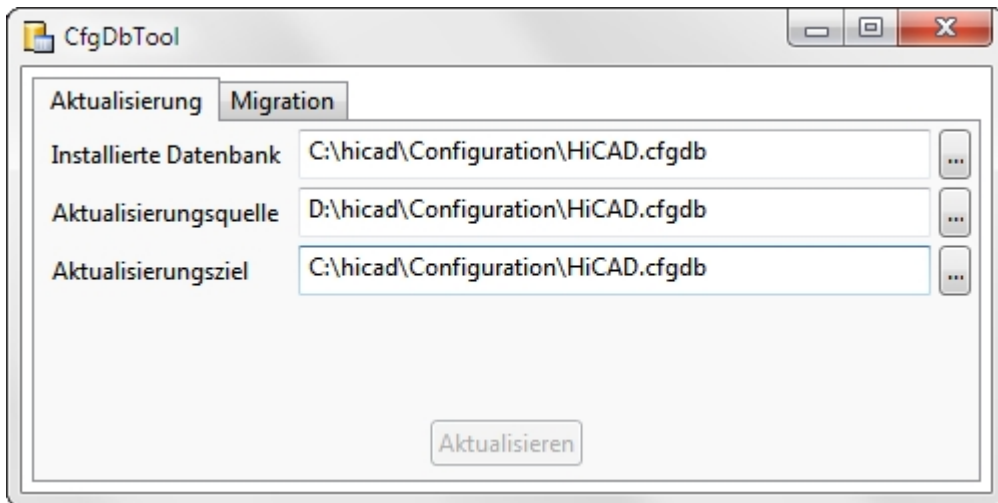 CfgDbTool
Aktualisierung Migration
Installierte Datenbank C:\hicad\Configuration\HiCAD.cfgdb ...
Aktualisierungsquelle D:\hicad\Configuration\HiCAD.cfgdb ...
Aktualisierungsziel C:\hicad\Configuration\HiCAD.cfgdb ...
Aktualisieren